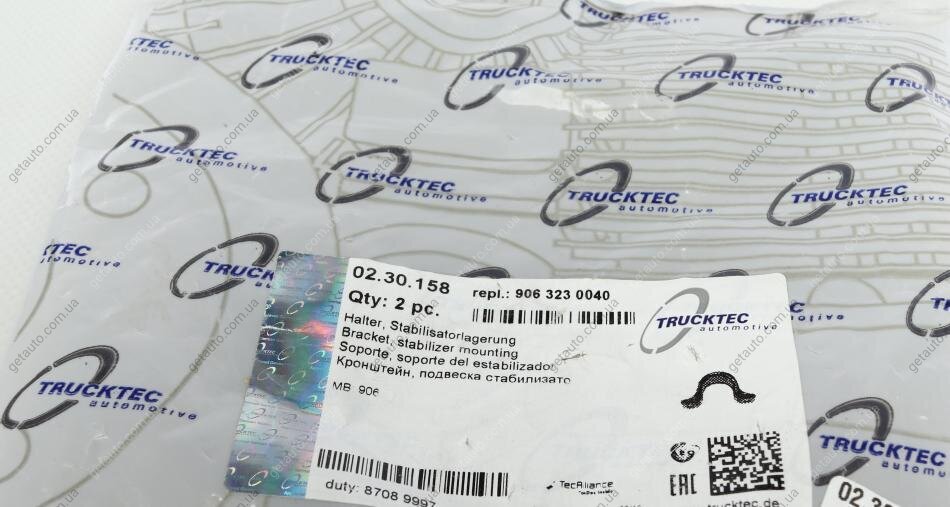 TRUCKTEC
automotive
02.30.158
repl.: 906 323 0040
Qty: 2 pc.
Halter, Stabilisatorlagerung
Bracket, stabilizer mounting
Soporte, soporte del estabilizador
Кронштейн, подвеска стабилизато
MB 906
TRUCKTEC
automotive
duty: 8708 9997
TecAlliance
EAC
trucktec.de
getauto.com.ua